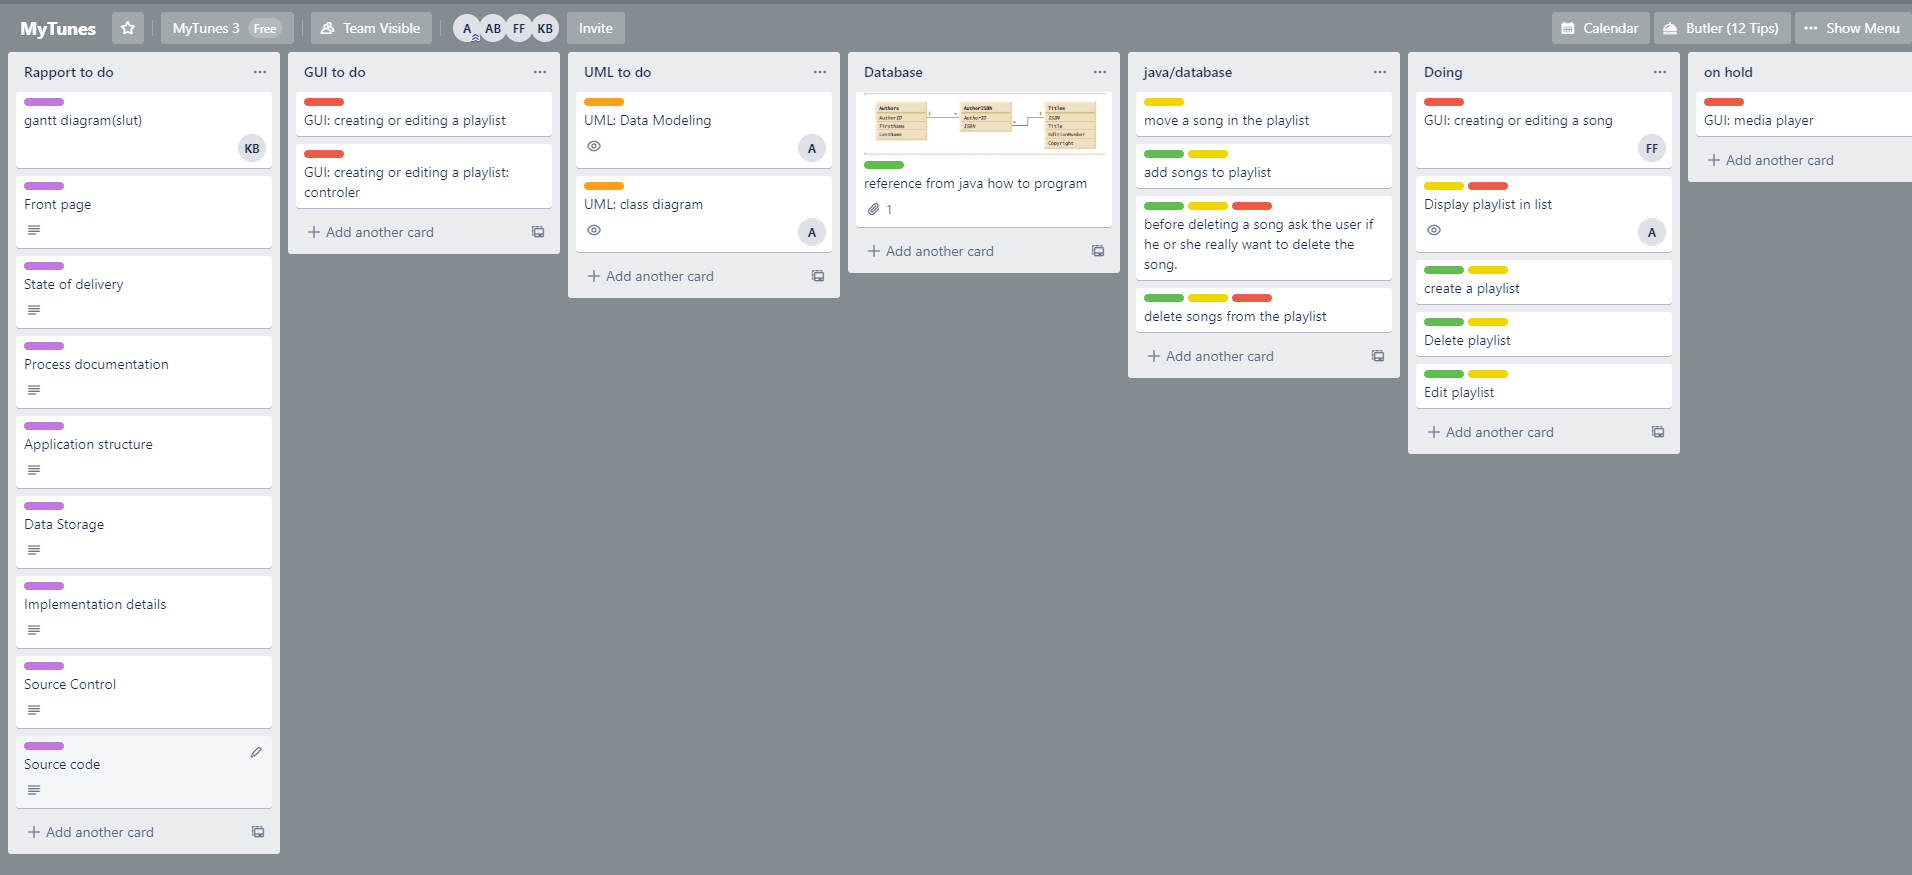 MyTunes
MyTunes 3 Free
Team Visible
A AB FF KB
Invite
Calendar
Butler (12 Tips)
Show Menu
Rapport to do
gantt diagram(slut)
KB
Front page
State of delivery
Process documentation
Application structure
Data Storage
Implementation details
Source Control
Source code
+ Add another card
GUI to do
GUI: creating or editing a playlist
GUI: creating or editing a playlist:
controler
+ Add another card
UML to do
UML: Data Modeling
A
UML: class diagram
A
+ Add another card
Database
Authors
AuthorID
FirstName
LastName
AuthorISBN
AuthorID
ISBN
Titles
ISBN
Title
EditionNumber
Copyright
reference from java how to program
1
+ Add another card
java/database
move a song in the playlist
add songs to playlist
before deleting a song ask the user if
he or she really want to delete the
song.
delete songs from the playlist
+ Add another card
Doing
GUI: creating or editing a song
FF
Display playlist in list
A
create a playlist
Delete playlist
Edit playlist
+ Add another card
on hold
GUI: media player
+ Add another card